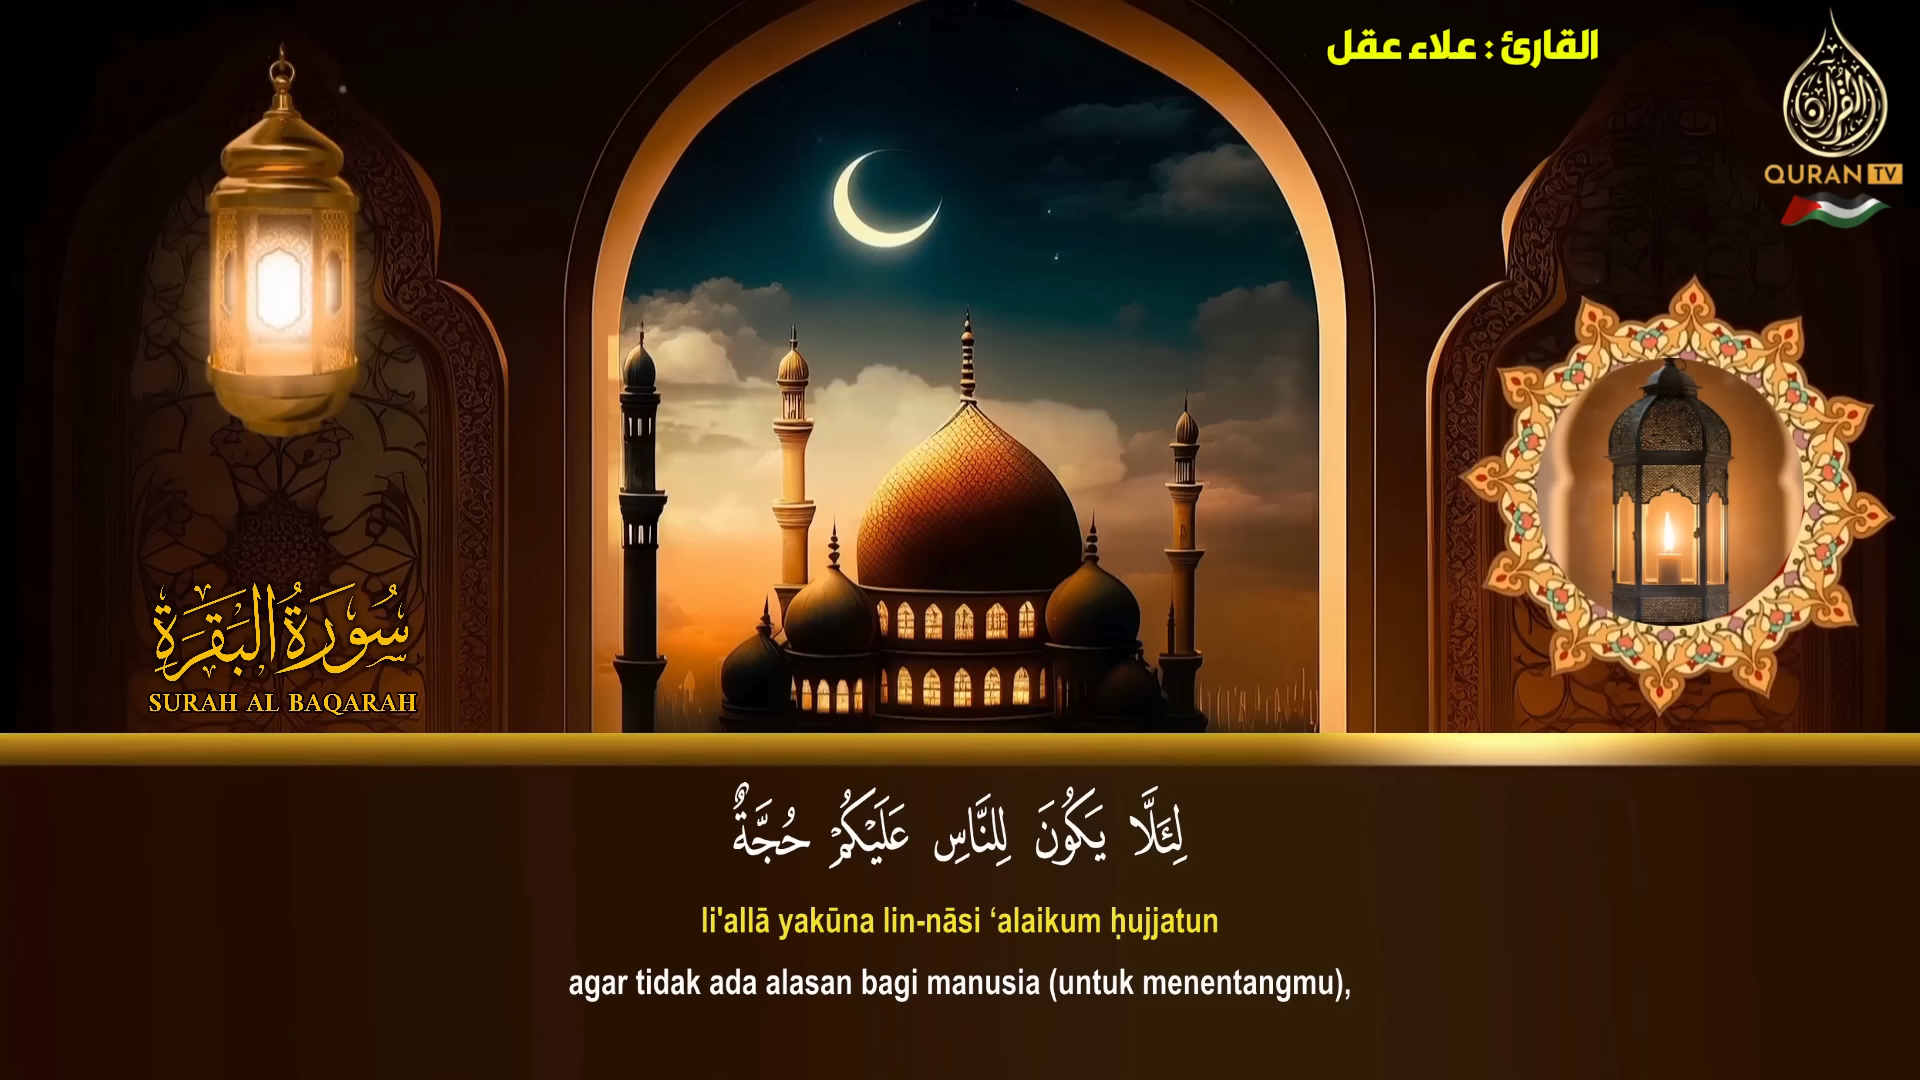 القارئ : علاء عقل
القرآن
QURAN TV
سُورَةُ البَقَرَةِ
SURAH AL BAQARAH
لِئَلَّا يَكُونَ لِلنَّاسِ عَلَيْكُمْ حُجَّةٌ
li'allā yakūna lin-nāsi ‘alaikum ḥujjatun
agar tidak ada alasan bagi manusia (untuk menentangmu),